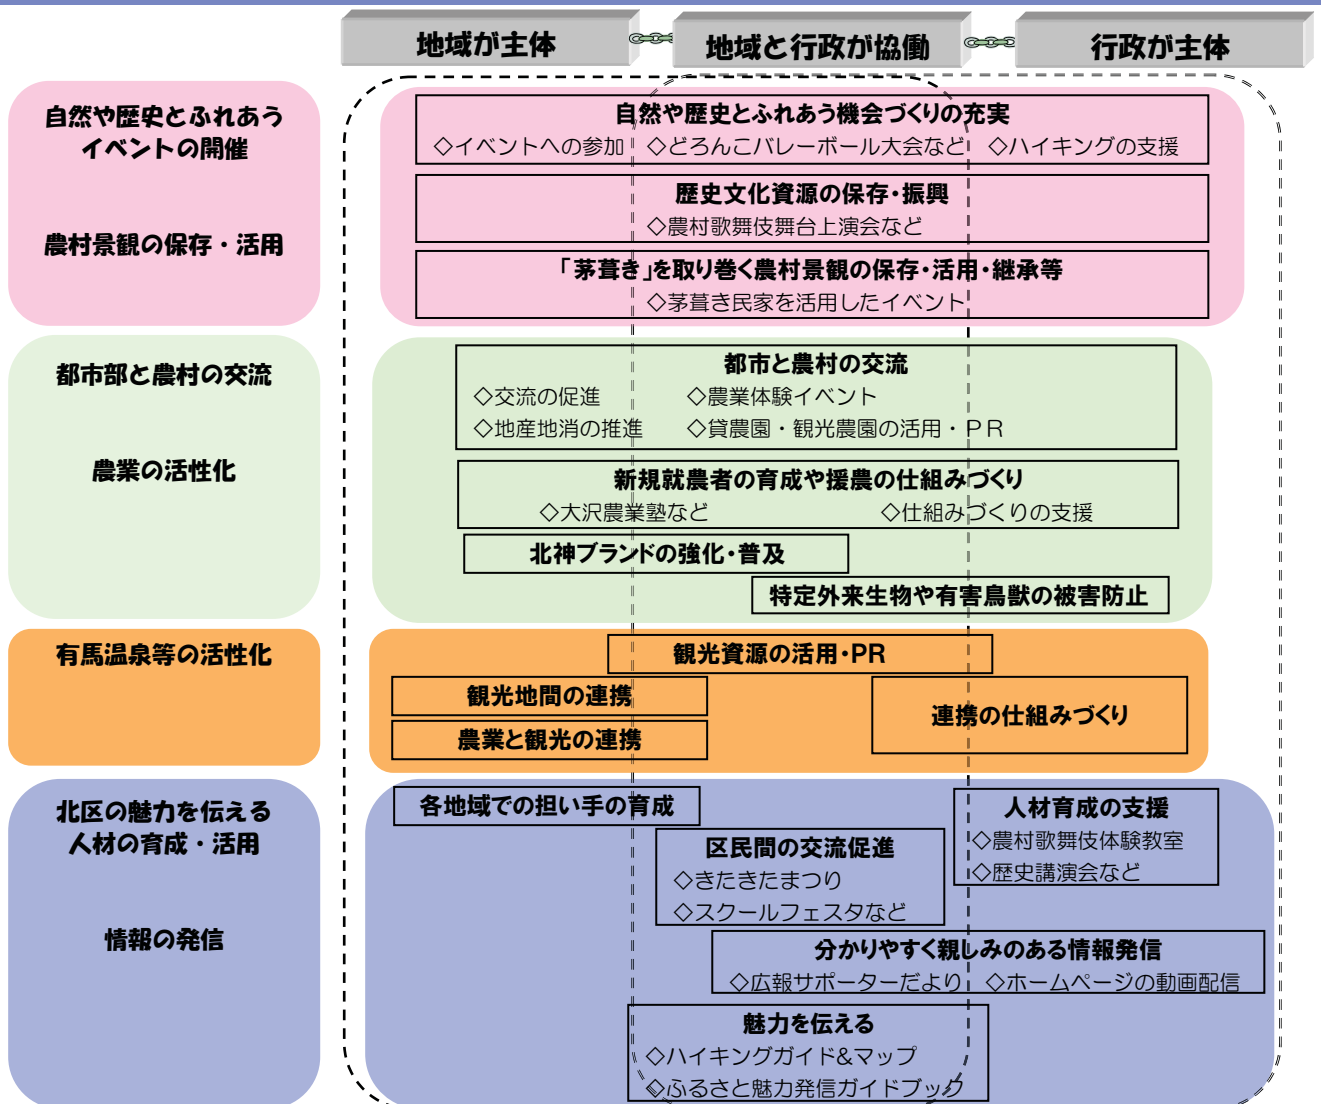 地域が主体
地域と行政が協働
行政が主体
自然や歴史とふれあう
イベントの開催
農村景観の保存・活用
自然や歴史とふれあう機会づくりの充実
◇イベントへの参加 ◇どろんこバレーボール大会など ◇ハイキングの支援
歴史文化資源の保存・振興
◇農村歌舞伎舞台上演会など
「茅葺き」を取り巻く農村景観の保存・活用・継承等
◇茅葺き民家を活用したイベント
都市部と農村の交流
農業の活性化
都市と農村の交流
◇交流の促進 ◇農業体験イベント
◇地産地消の推進 ◇貸農園・観光農園の活用・PR
新規就農者の育成や援農の仕組みづくり
◇大沢農業塾など ◇仕組みづくりの支援
北神ブランドの強化・普及
特定外来生物や有害鳥獣の被害防止
有馬温泉等の活性化
観光資源の活用・PR
観光地間の連携
農業と観光の連携
連携の仕組みづくり
北区の魅力を伝える
人材の育成・活用
情報の発信
各地域での担い手の育成
人材育成の支援
◇農村歌舞伎体験教室
◇歴史講演会など
区民間の交流促進
◇きたきたまつり
◇スクールフェスタなど
分かりやすく親しみのある情報発信
◇広報サポーターだより ◇ホームページの動画配信
魅力を伝える
◇ハイキングガイド&マップ
◇ふるさと魅力発信ガイドブック